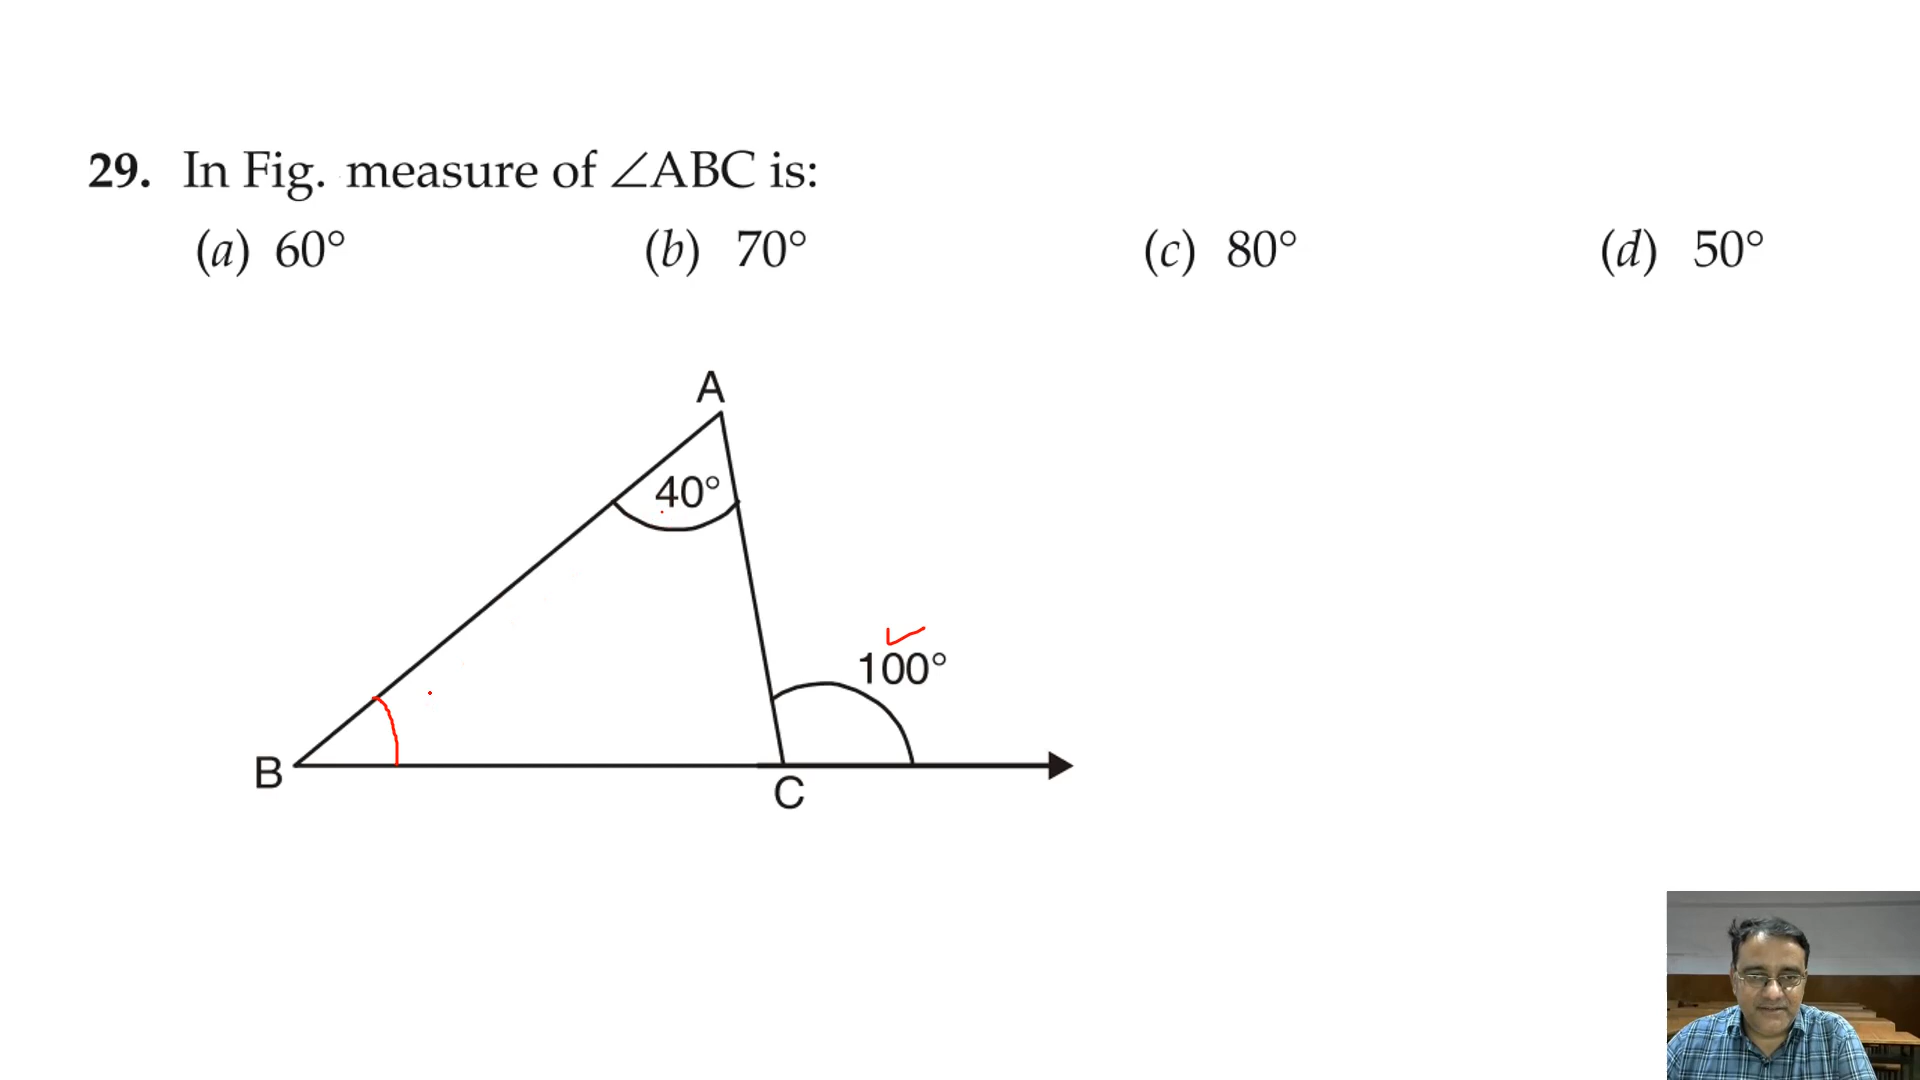 29. In Fig. measure of ∠ABC is:
(a) 60° (b) 70° (c) 80° (d) 50°
A
40°
100°
B
C